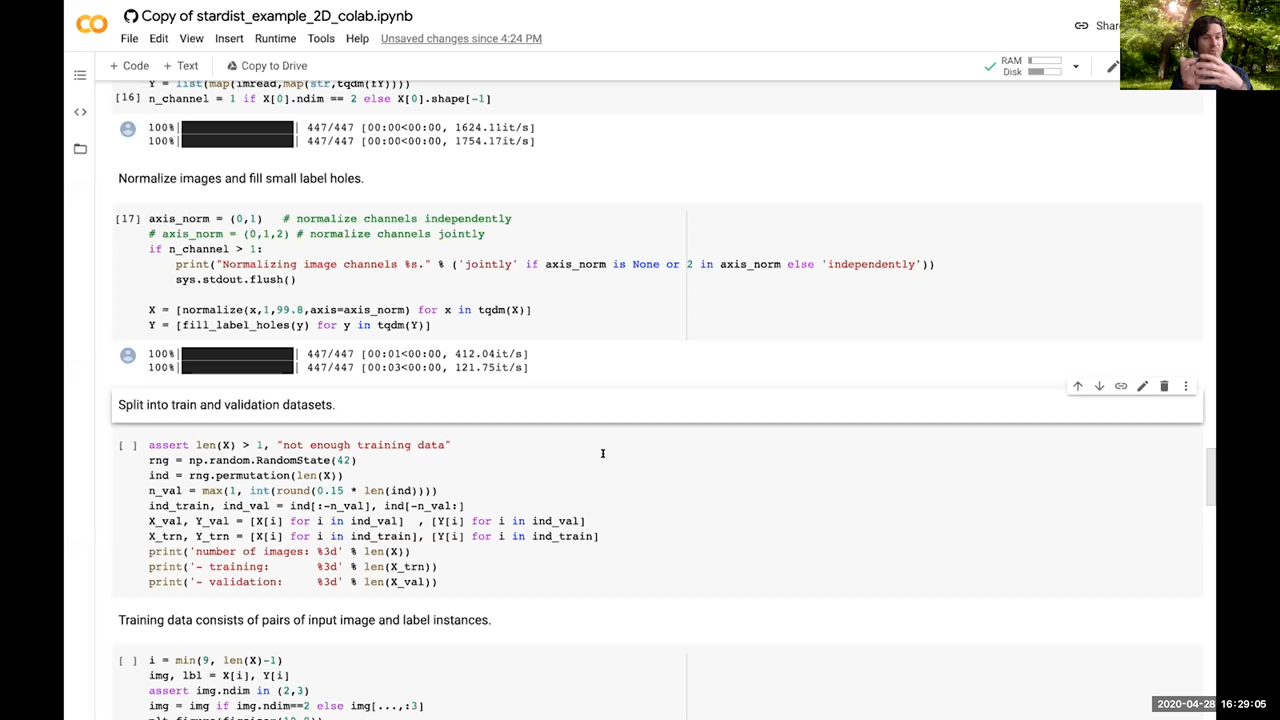 Copy of stardist_example_2D_colab.ipynb
File Edit View Insert Runtime Tools Help Unsaved changes since 4:24 PM
Shar
+ Code + Text Copy to Drive
RAM
Disk
Y = list(map(imread,map(str,tqdm(fY))))
[16] n_channel = 1 if X[0].ndim == 2 else X[0].shape[-1]
100%| | 447/447 [00:00<00:00, 1624.11it/s]
100%| | 447/447 [00:00<00:00, 1754.17it/s]
Normalize images and fill small label holes.
[17] axis_norm = (0,1)   # normalize channels independently
# axis_norm = (0,1,2) # normalize channels jointly
if n_channel > 1:
    print("Normalizing image channels %s." % ('jointly' if axis_norm is None or 2 in axis_norm else 'independently'))
    sys.stdout.flush()
X = [normalize(x,1,99.8,axis=axis_norm) for x in tqdm(X)]
Y = [fill_label_holes(y) for y in tqdm(Y)]
100%| | 447/447 [00:01<00:00, 412.04it/s]
100%| | 447/447 [00:03<00:00, 121.75it/s]
Split into train and validation datasets.
[ ] assert len(X) > 1, "not enough training data"
rng = np.random.RandomState(42)
ind = rng.permutation(len(X))
n_val = max(1, int(round(0.15 * len(ind))))
ind_train, ind_val = ind[:-n_val], ind[-n_val:]
X_val, Y_val = [X[i] for i in ind_val]  , [Y[i] for i in ind_val]
X_trn, Y_trn = [X[i] for i in ind_train], [Y[i] for i in ind_train]
print('number of images: %3d' % len(X))
print('- training:       %3d' % len(X_trn))
print('- validation:     %3d' % len(X_val))
Training data consists of pairs of input image and label instances.
[ ] i = min(9, len(X)-1)
img, lbl = X[i], Y[i]
assert img.ndim in (2,3)
img = img if img.ndim==2 else img[...,:3]
2020-04-28 16:29:05